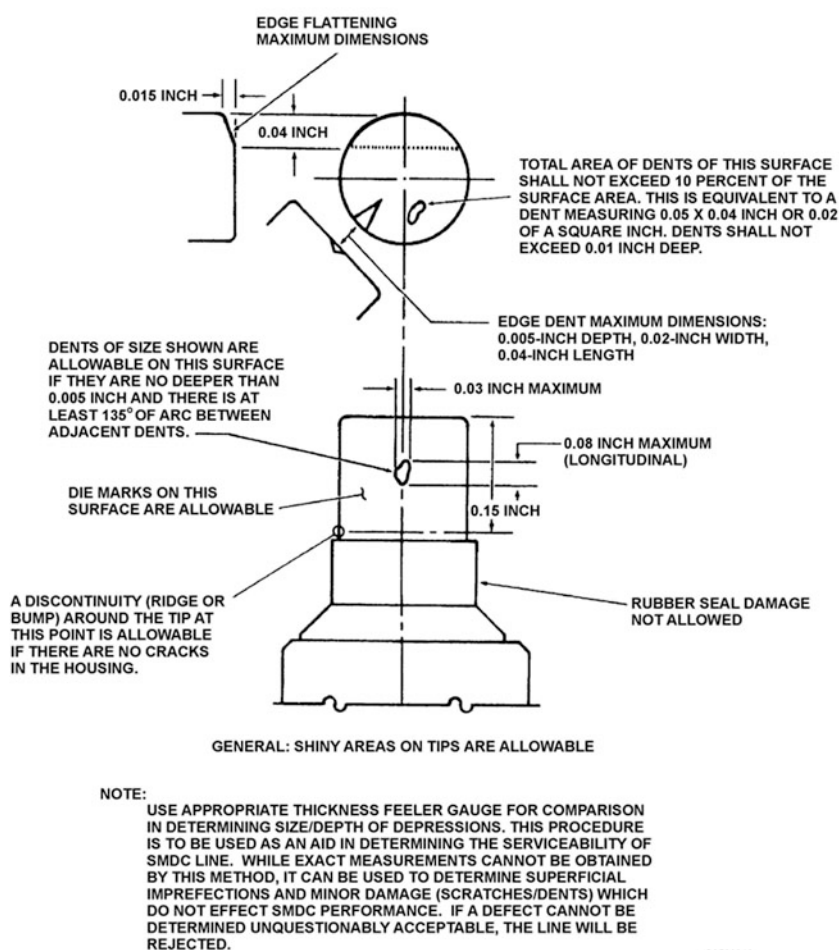 EDGE FLATTENING
MAXIMUM DIMENSIONS
0.015 INCH
0.04 INCH
TOTAL AREA OF DENTS OF THIS SURFACE
SHALL NOT EXCEED 10 PERCENT OF THE
SURFACE AREA. THIS IS EQUIVALENT TO A
DENT MEASURING 0.05 X 0.04 INCH OR 0.02
OF A SQUARE INCH. DENTS SHALL NOT
EXCEED 0.01 INCH DEEP.
EDGE DENT MAXIMUM DIMENSIONS:
0.005-INCH DEPTH, 0.02-INCH WIDTH,
0.04-INCH LENGTH
DENTS OF SIZE SHOWN ARE
ALLOWABLE ON THIS SURFACE
IF THEY ARE NO DEEPER THAN
0.005 INCH AND THERE IS AT
LEAST 135° OF ARC BETWEEN
ADJACENT DENTS.
0.03 INCH MAXIMUM
0.08 INCH MAXIMUM
(LONGITUDINAL)
DIE MARKS ON THIS
SURFACE ARE ALLOWABLE
0.15 INCH
A DISCONTINUITY (RIDGE OR
BUMP) AROUND THE TIP AT
THIS POINT IS ALLOWABLE
IF THERE ARE NO CRACKS
IN THE HOUSING.
RUBBER SEAL DAMAGE
NOT ALLOWED
GENERAL: SHINY AREAS ON TIPS ARE ALLOWABLE
NOTE:
USE APPROPRIATE THICKNESS FEELER GAUGE FOR COMPARISON
IN DETERMINING SIZE/DEPTH OF DEPRESSIONS. THIS PROCEDURE
IS TO BE USED AS AN AID IN DETERMINING THE SERVICEABILITY OF
SMDC LINE. WHILE EXACT MEASUREMENTS CANNOT BE OBTAINED
BY THIS METHOD, IT CAN BE USED TO DETERMINE SUPERFICIAL
IMPREFECTIONS AND MINOR DAMAGE (SCRATCHES/DENTS) WHICH
DO NOT EFFECT SMDC PERFORMANCE. IF A DEFECT CANNOT BE
DETERMINED UNQUESTIONABLY ACCEPTABLE, THE LINE WILL BE
REJECTED.